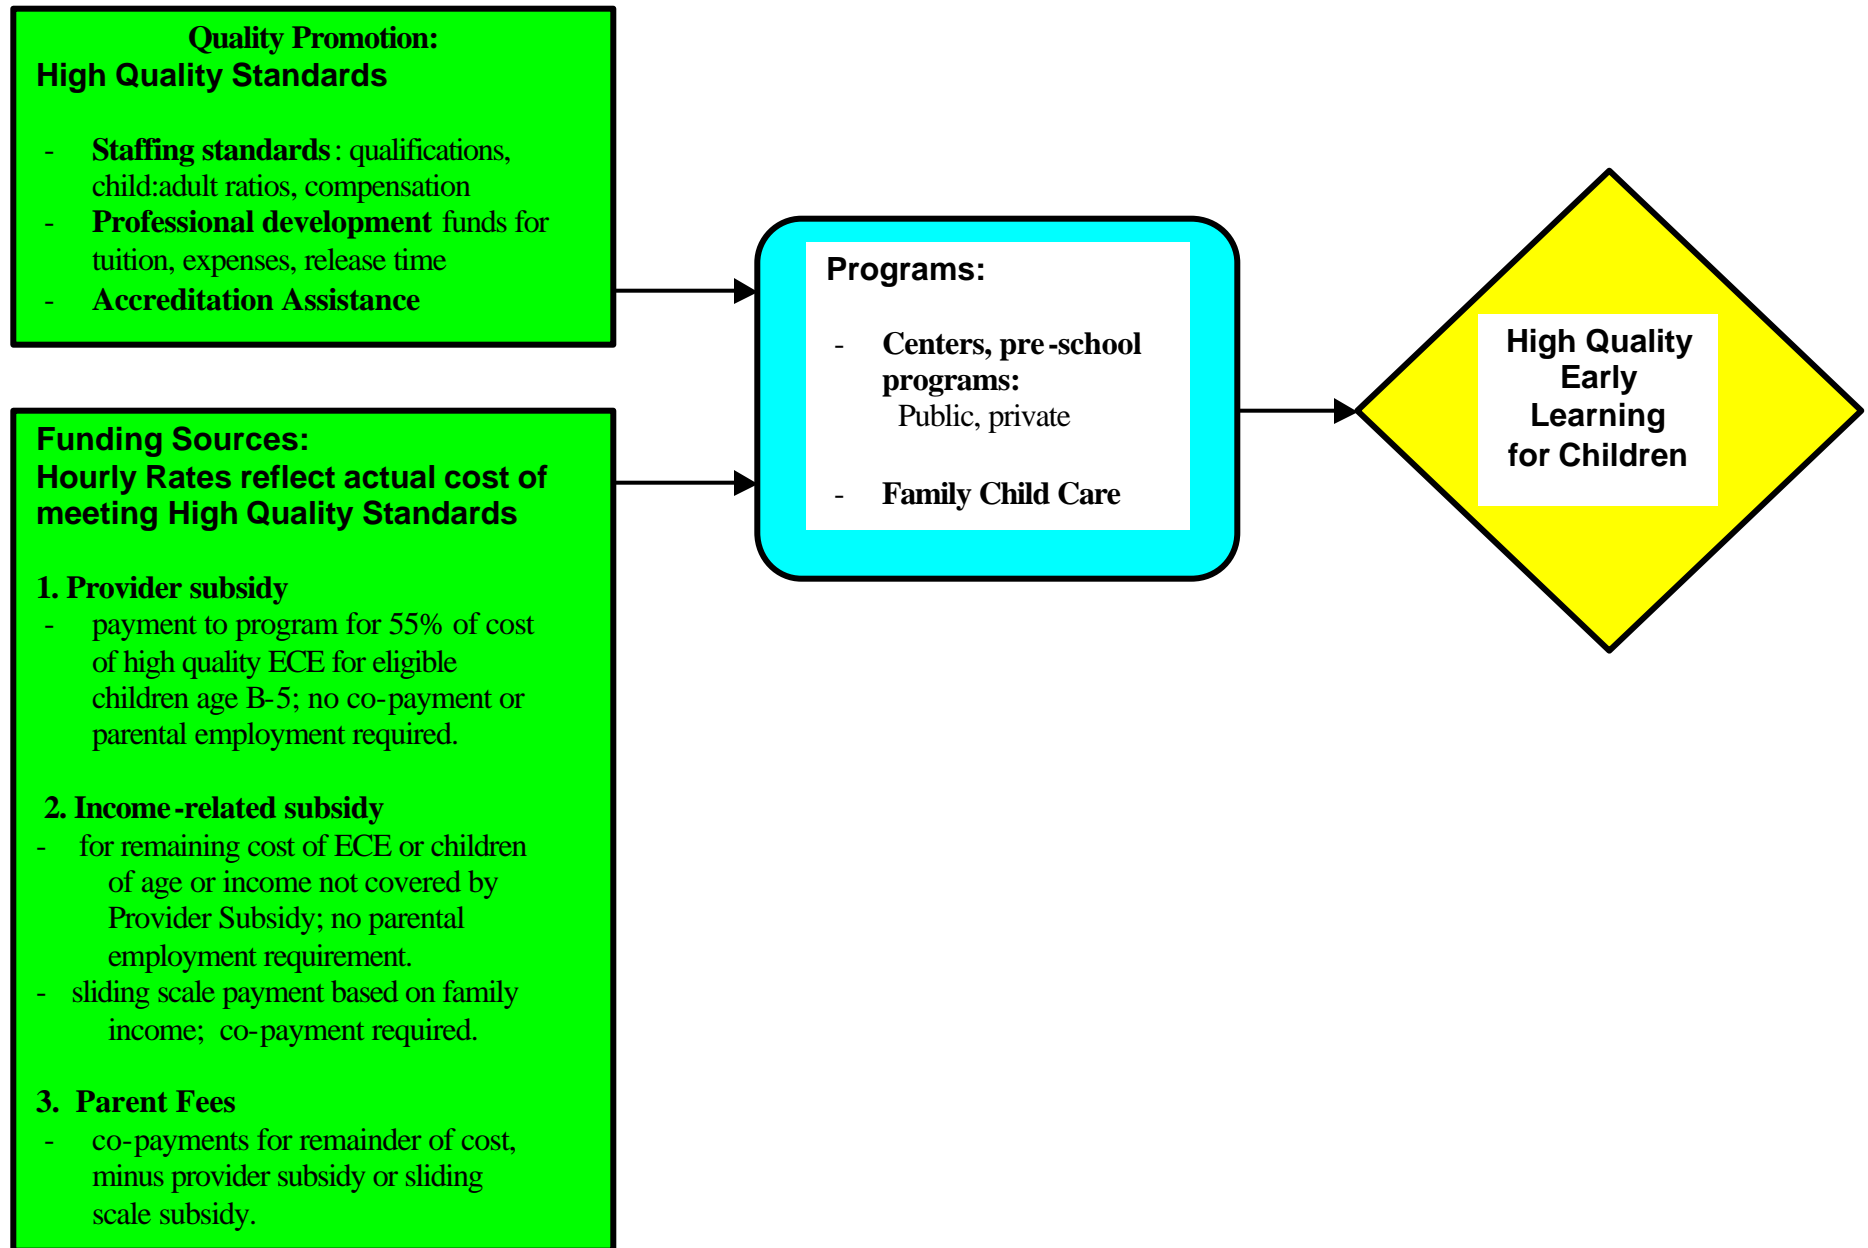 Quality Promotion:
High Quality Standards
- Staffing standards: qualifications,
child:adult ratios, compensation
- Professional development funds for
tuition, expenses, release time
- Accreditation Assistance
Funding Sources:
Hourly Rates reflect actual cost of
meeting High Quality Standards
1. Provider subsidy
- payment to program for 55% of cost
of high quality ECE for eligible
children age B-5; no co-payment or
parental employment required.
2. Income-related subsidy
- for remaining cost of ECE or children
of age or income not covered by
Provider Subsidy; no parental
employment requirement.
- sliding scale payment based on family
income; co-payment required.
3. Parent Fees
- co-payments for remainder of cost,
minus provider subsidy or sliding
scale subsidy.
Programs:
- Centers, pre-school
programs:
Public, private
- Family Child Care
High Quality
Early
Learning
for Children